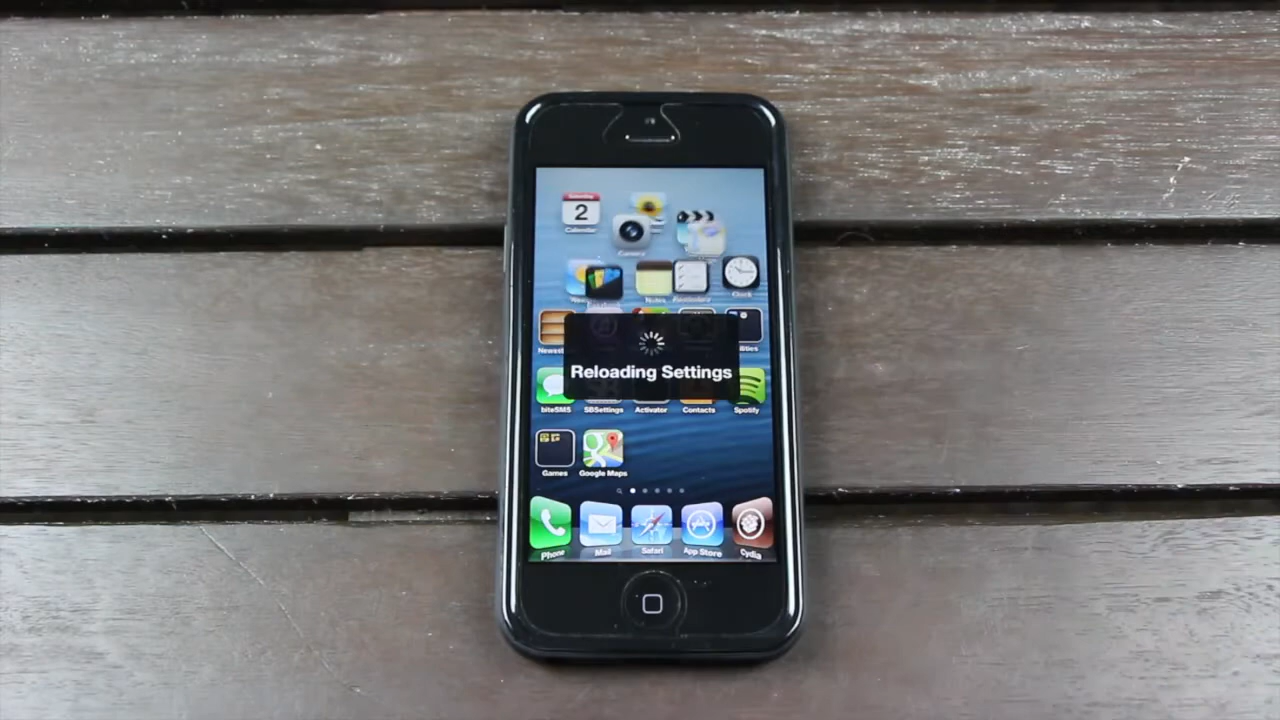 2
Calendar
Camera
Notes
Reminders
Clock
Reloading Settings
biteSMS
SBSettings
Activator
Contacts
Spotify
Games
Google Maps
Phone
Mail
Safari
App Store
Cydia